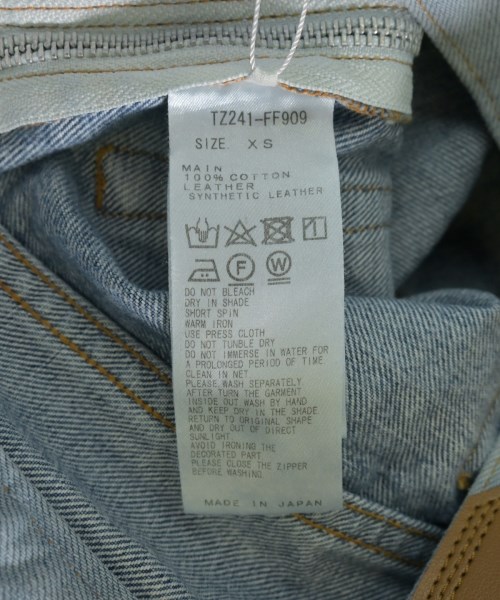 TZ241-FF909
SIZE XS
MAIN
100% COTTON
LEATHER
SYNTHETIC LEATHER
F W
DO NOT BLEACH
DRY IN SHADE
SHORT SPIN
WARM IRON
USE PRESS CLOTH
DO NOT TUMBLE DRY
DO NOT IMMERSE IN WATER FOR
A PROLONGED PERIOD OF TIME
CLEAN IN NET
PLEASE WASH SEPARATELY
AFTER TURN THE GARMENT
INSIDE OUT WASH BY HAND
AND KEEP DRY IN THE SHADE.
RETURN TO ORIGINAL SHAPE
AND DRY OUT OF DIRECT
SUNLIGHT.
AVOID IRONING THE
DECORATED PART.
PLEASE CLOSE THE ZIPPER
BEFORE WASHING.
MADE IN JAPAN